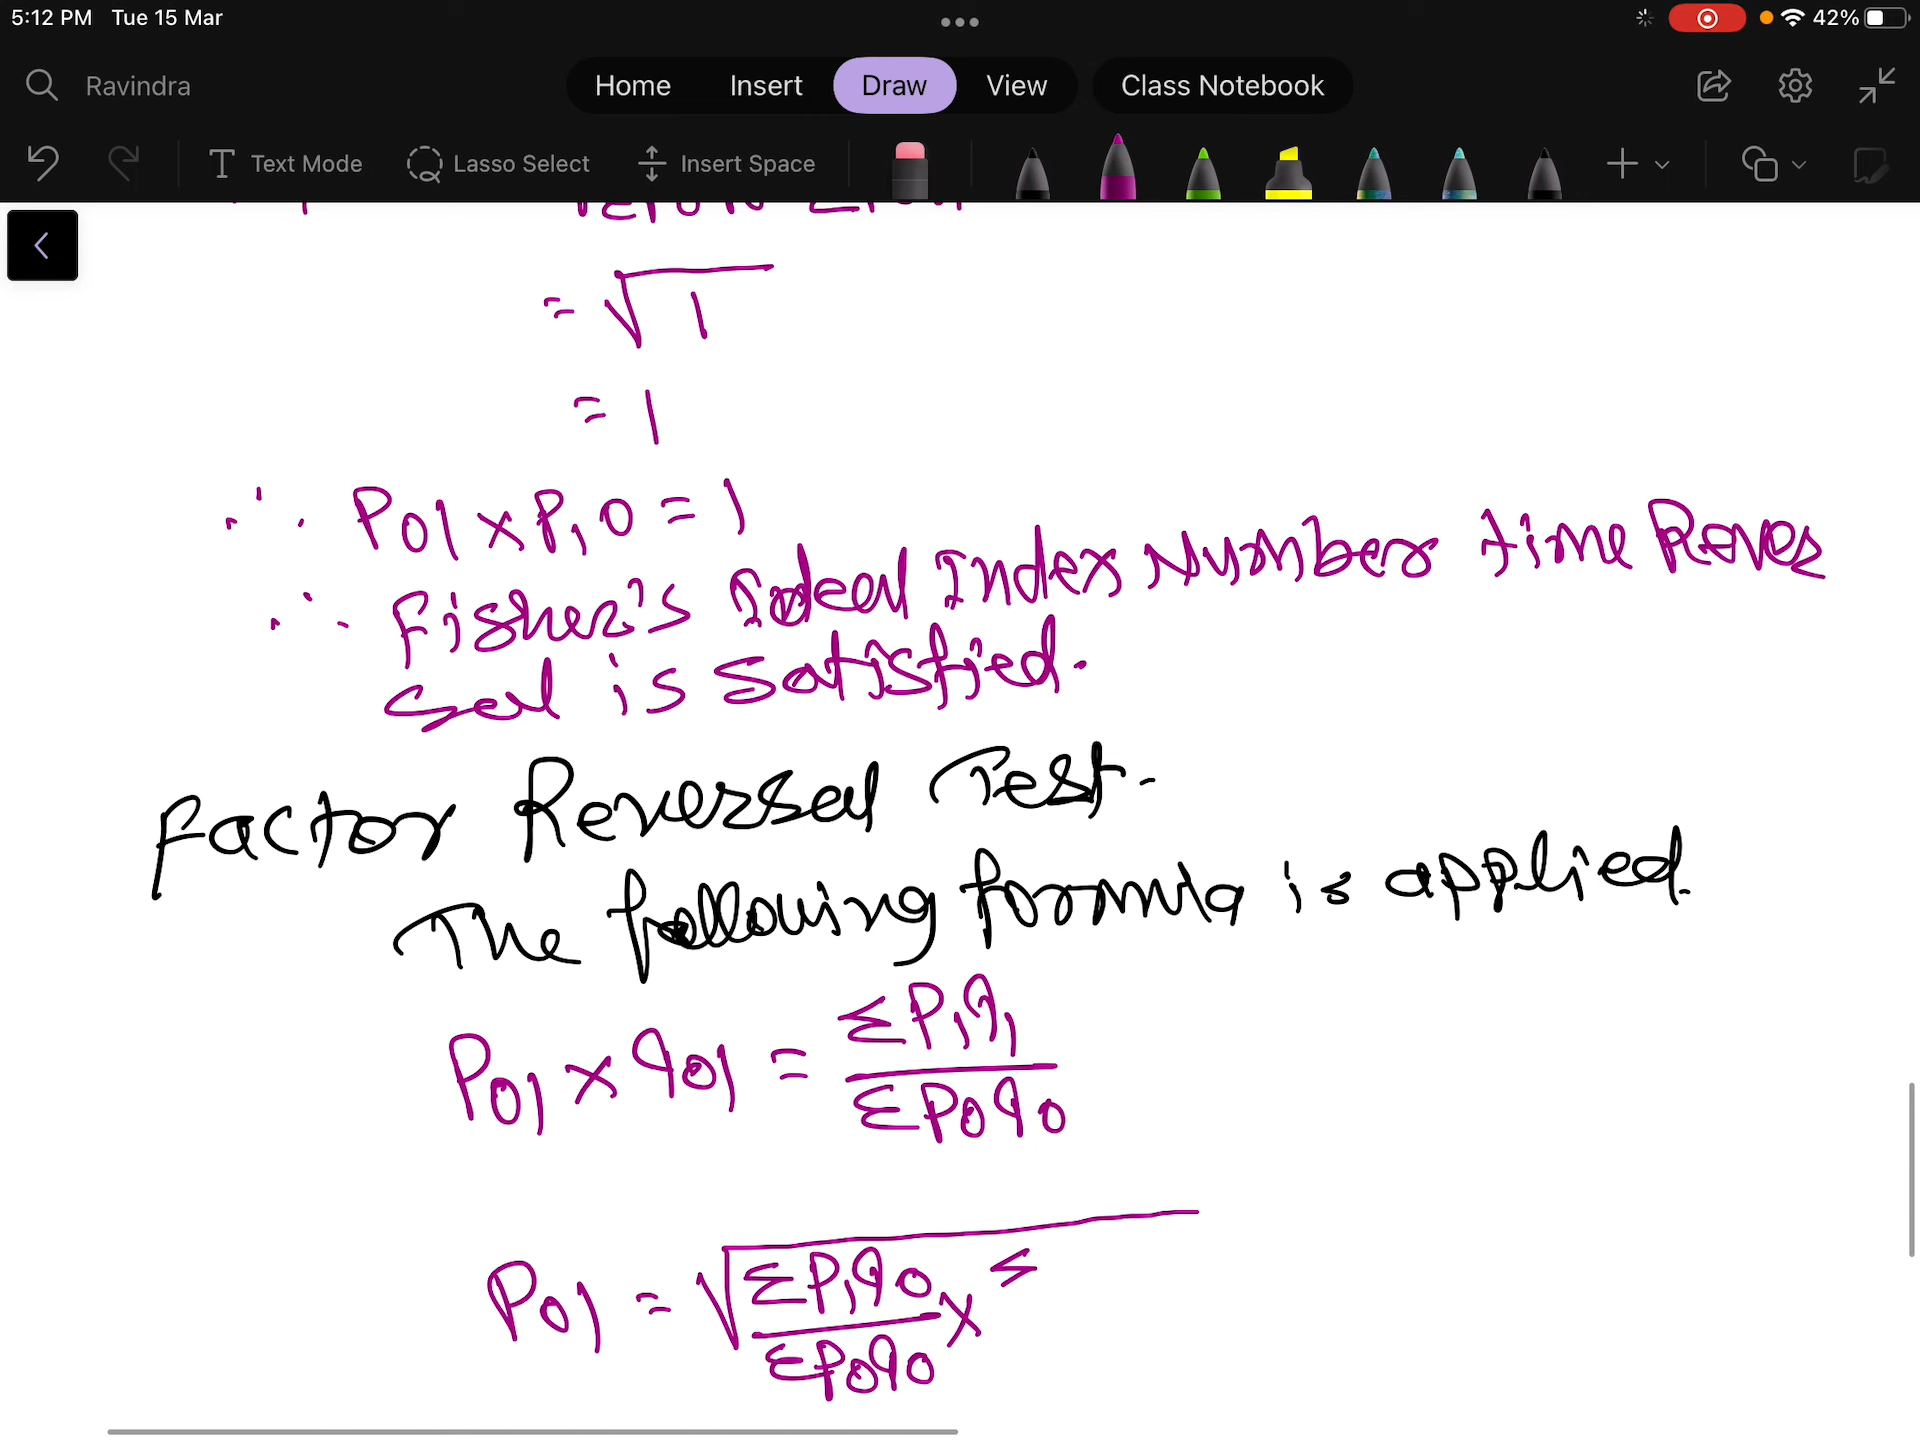 5:12 PM Tue 15 Mar
42%
Ravindra
Home Insert Draw View Class Notebook
Text Mode Lasso Select Insert Space
= √1
= 1
∴ P01 × P10 = 1
∴ Fisher's Ideal Index Number time Revers
sal is satisfied.
Factor Reversal Test.
The following formula is applied.
P01 × q01 = ΣP1q1 / ΣP0q0
P01 = √ΣP1q0 / ΣP0q0 ×